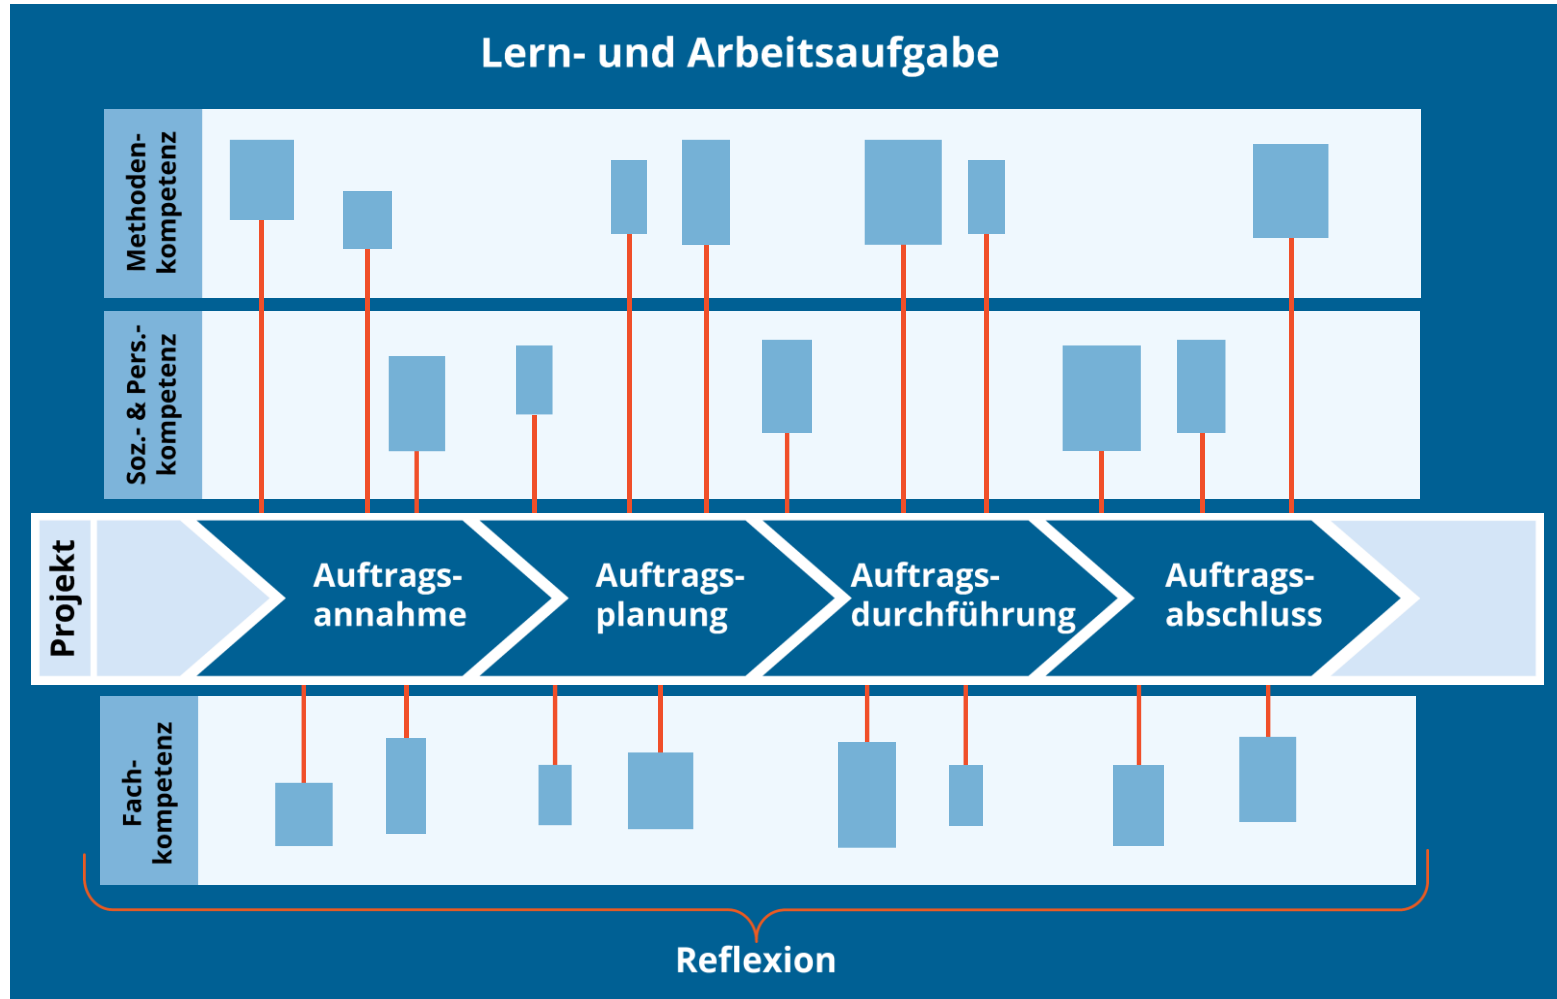 Lern- und Arbeitsaufgabe
Methoden-
kompetenz
Soz.- & Pers.-
kompetenz
Projekt
Auftrags-
annahme
Auftrags-
planung
Auftrags-
durchführung
Auftrags-
abschluss
Fach-
kompetenz
Reflexion